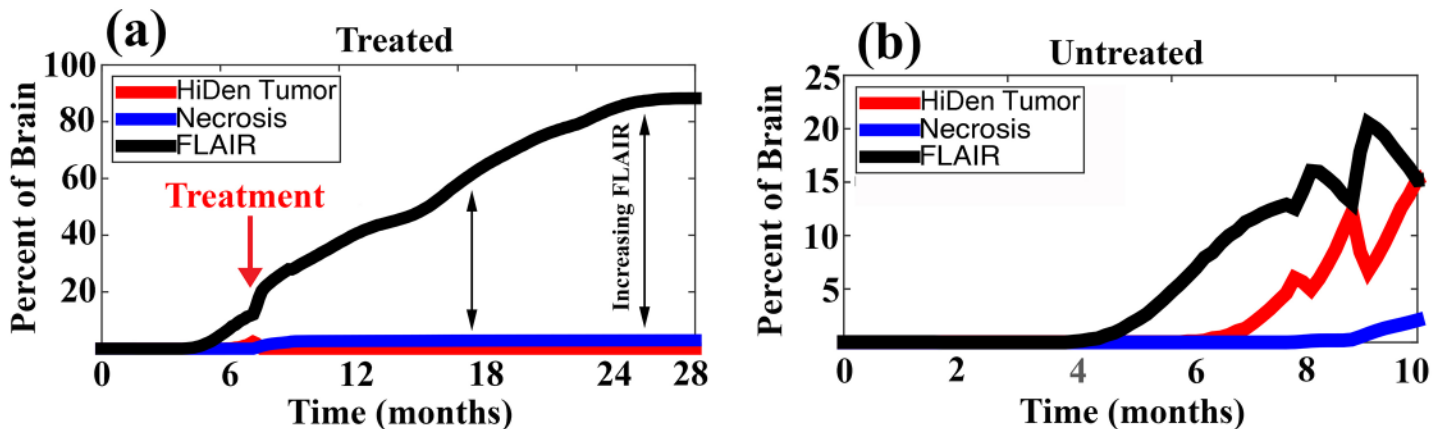 (a)
Treated
100
80
60
40
20
Percent of Brain
HiDen Tumor
Necrosis
FLAIR
Treatment
Increasing FLAIR
0 6 12 18 24 28
Time (months)
(b)
Untreated
25
20
15
10
5
0
Percent of Brain
HiDen Tumor
Necrosis
FLAIR
0 2 4 6 8 10
Time (months)